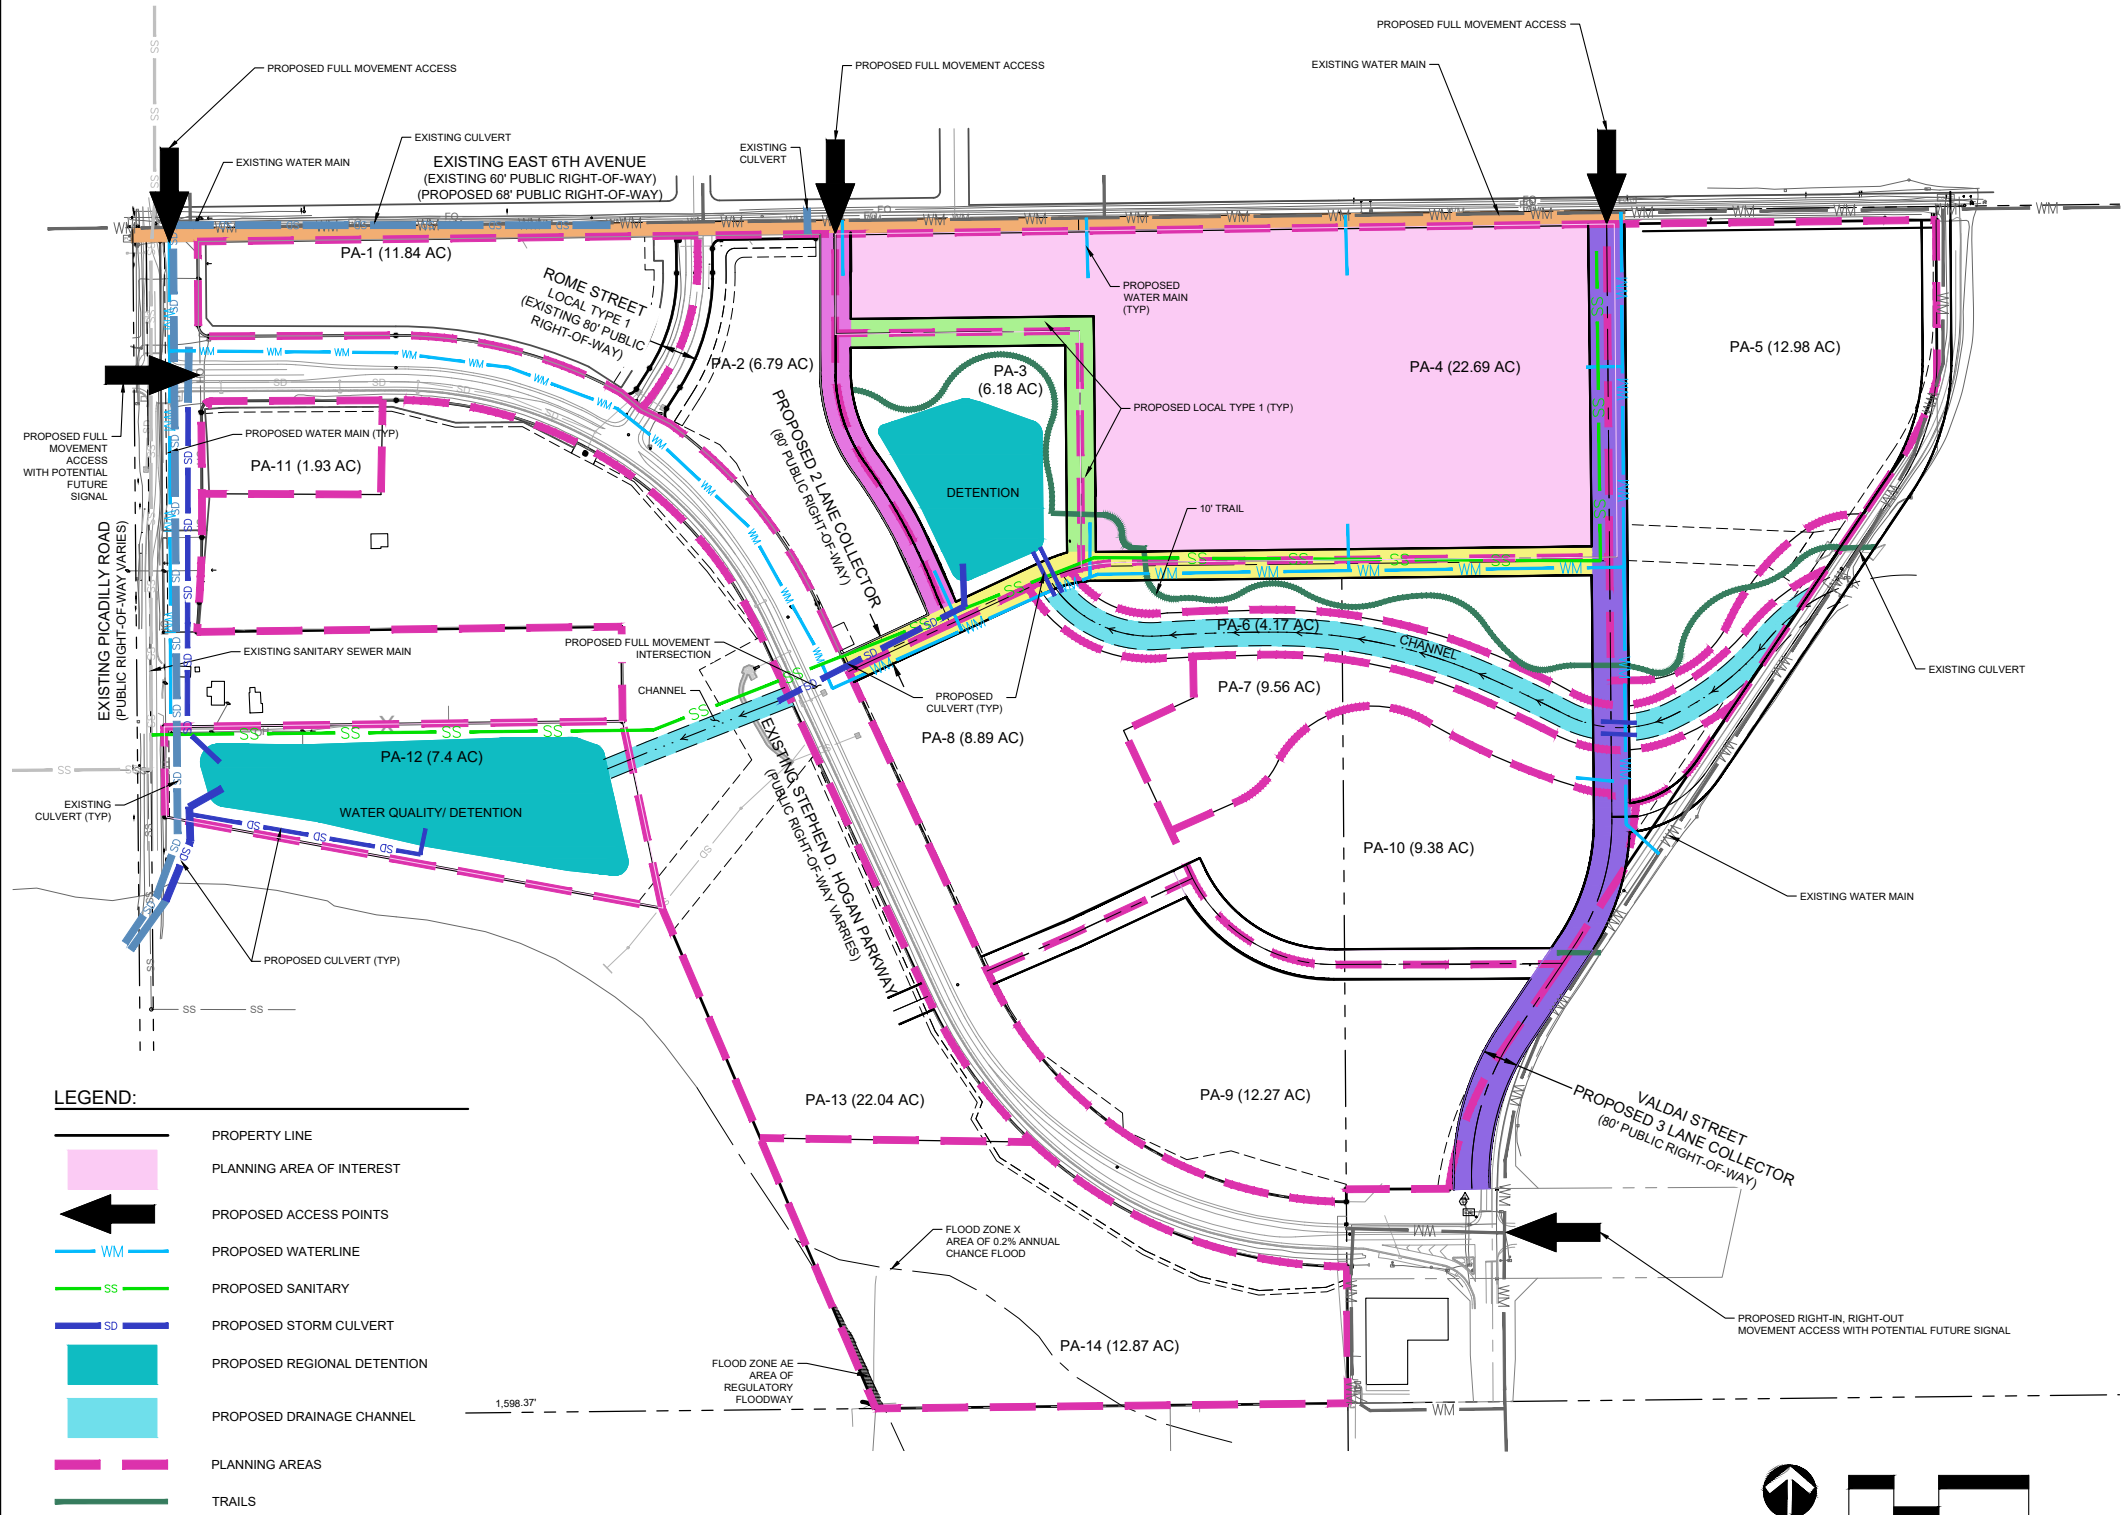 PROPOSED FULL MOVEMENT ACCESS
PROPOSED FULL MOVEMENT ACCESS
PROPOSED FULL MOVEMENT ACCESS
EXISTING WATER MAIN
EXISTING CULVERT
EXISTING WATER MAIN
EXISTING EAST 6TH AVENUE
(EXISTING 60' PUBLIC RIGHT-OF-WAY)
(PROPOSED 68' PUBLIC RIGHT-OF-WAY)
EXISTING
CULVERT
PA-1 (11.84 AC)
ROME STREET
LOCAL TYPE 1
(EXISTING 80' PUBLIC
RIGHT-OF-WAY)
PROPOSED
WATER MAIN
(TYP)
PA-2 (6.79 AC)
PA-3
(6.18 AC)
PA-4 (22.69 AC)
PA-5 (12.98 AC)
PROPOSED LOCAL TYPE 1 (TYP)
PROPOSED 2 LANE COLLECTOR
(80' PUBLIC RIGHT-OF-WAY)
PROPOSED FULL
MOVEMENT
ACCESS
WITH POTENTIAL
FUTURE
SIGNAL
PROPOSED WATER MAIN (TYP)
PA-11 (1.93 AC)
DETENTION
10' TRAIL
EXISTING PICADILLY ROAD
(PUBLIC RIGHT-OF-WAY VARIES)
EXISTING SANITARY SEWER MAIN
PROPOSED FULL MOVEMENT
INTERSECTION
CHANNEL
PA-6 (4.17 AC)
CHANNEL
EXISTING CULVERT
PROPOSED
CULVERT (TYP)
PA-7 (9.56 AC)
PA-8 (8.89 AC)
PA-12 (7.4 AC)
WATER QUALITY/ DETENTION
EXISTING
CULVERT (TYP)
EXISTING STEPHEN D. HOGAN PARKWAY
(PUBLIC RIGHT-OF-WAY VARRIES)
PA-10 (9.38 AC)
EXISTING WATER MAIN
PROPOSED CULVERT (TYP)
PA-13 (22.04 AC)
PA-9 (12.27 AC)
VALDAI STREET
PROPOSED 3 LANE COLLECTOR
(80' PUBLIC RIGHT-OF-WAY)
FLOOD ZONE X
AREA OF 0.2% ANNUAL
CHANCE FLOOD
PROPOSED RIGHT-IN, RIGHT-OUT
MOVEMENT ACCESS WITH POTENTIAL FUTURE SIGNAL
PA-14 (12.87 AC)
FLOOD ZONE AE
AREA OF
REGULATORY
FLOODWAY
1,598.37'
LEGEND:
PROPERTY LINE
PLANNING AREA OF INTEREST
PROPOSED ACCESS POINTS
WM
PROPOSED WATERLINE
SS
PROPOSED SANITARY
SD
PROPOSED STORM CULVERT
PROPOSED REGIONAL DETENTION
PROPOSED DRAINAGE CHANNEL
PLANNING AREAS
TRAILS